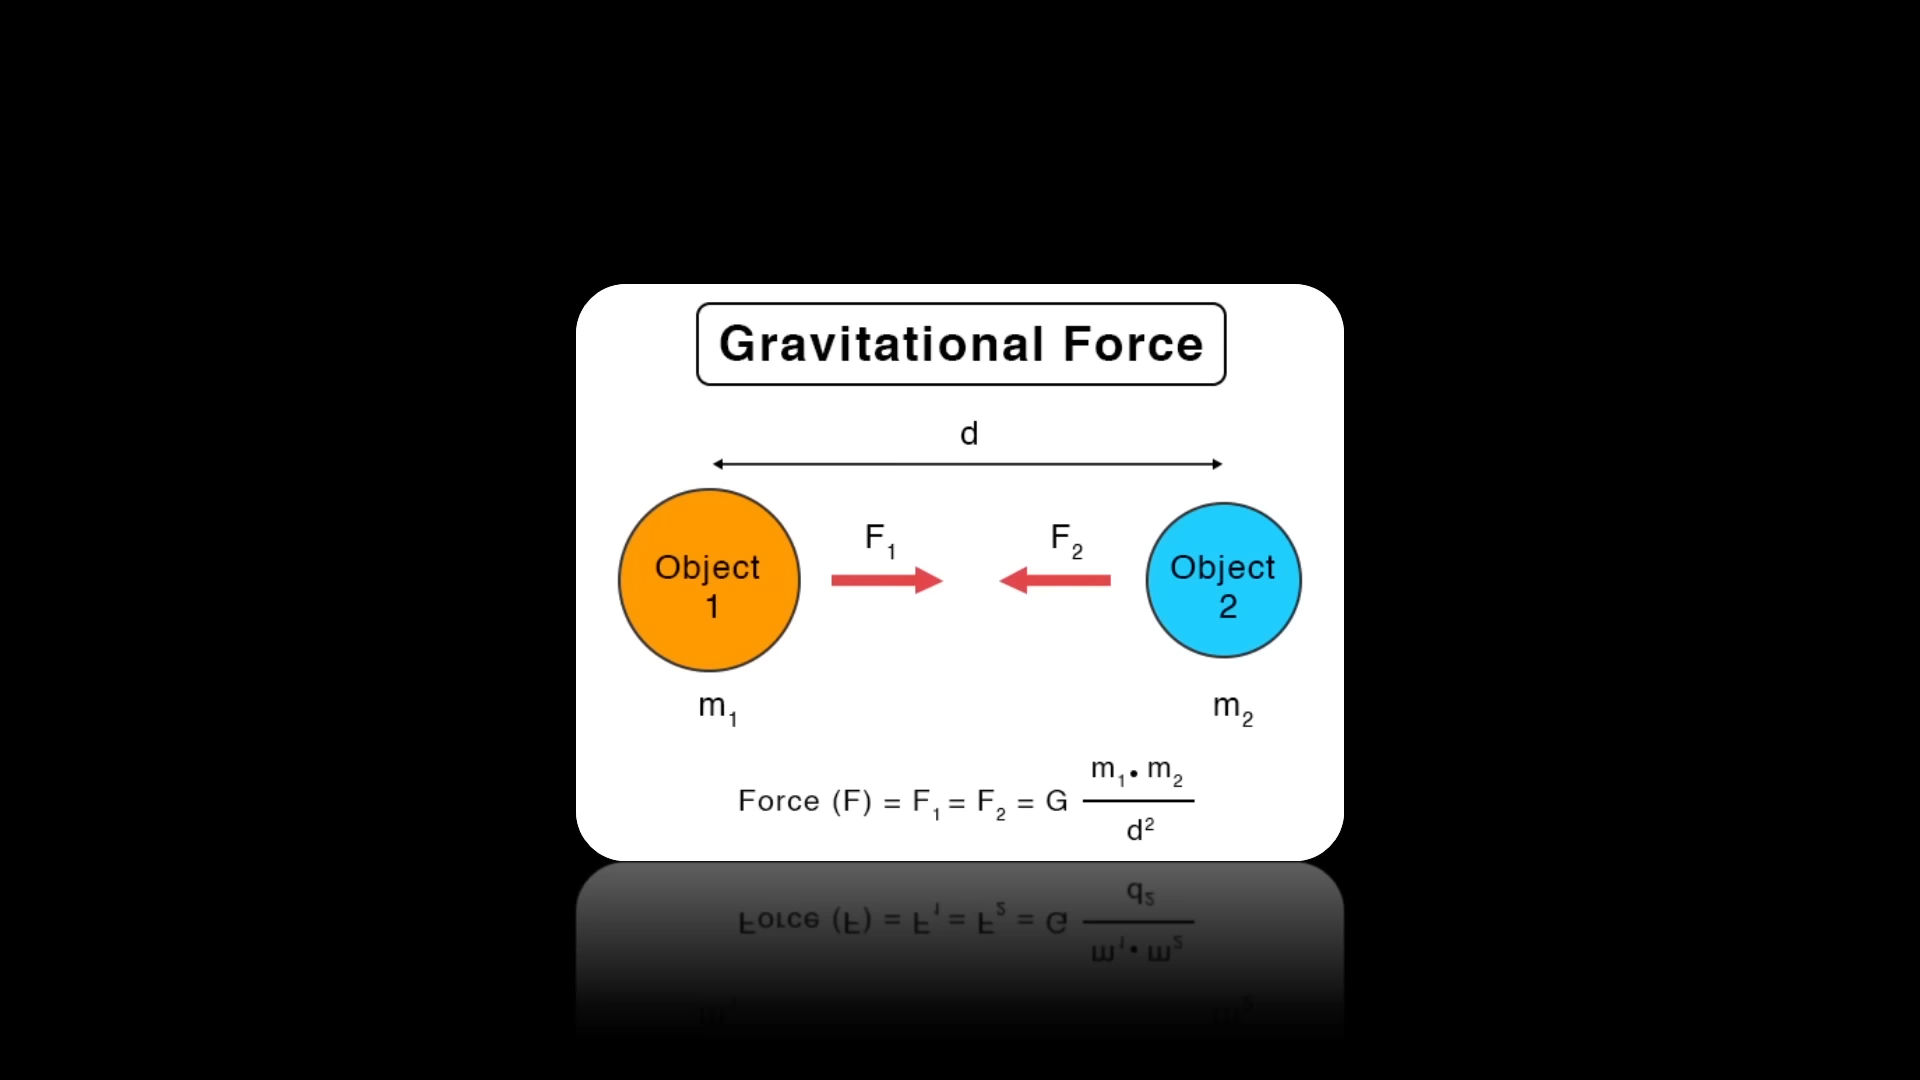 Gravitational Force
d
F₁ F₂
Object 1
Object 2
m₁ m₂
Force (F) = F₁ = F₂ = G m₁ • m₂ / d²